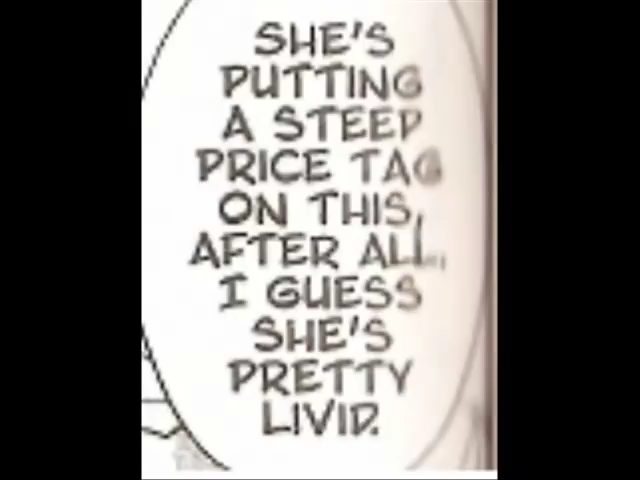 SHE'S
PUTTING
A STEEP
PRICE TAG
ON THIS,
AFTER ALL.
I GUESS
SHE'S
PRETTY
LIVID.